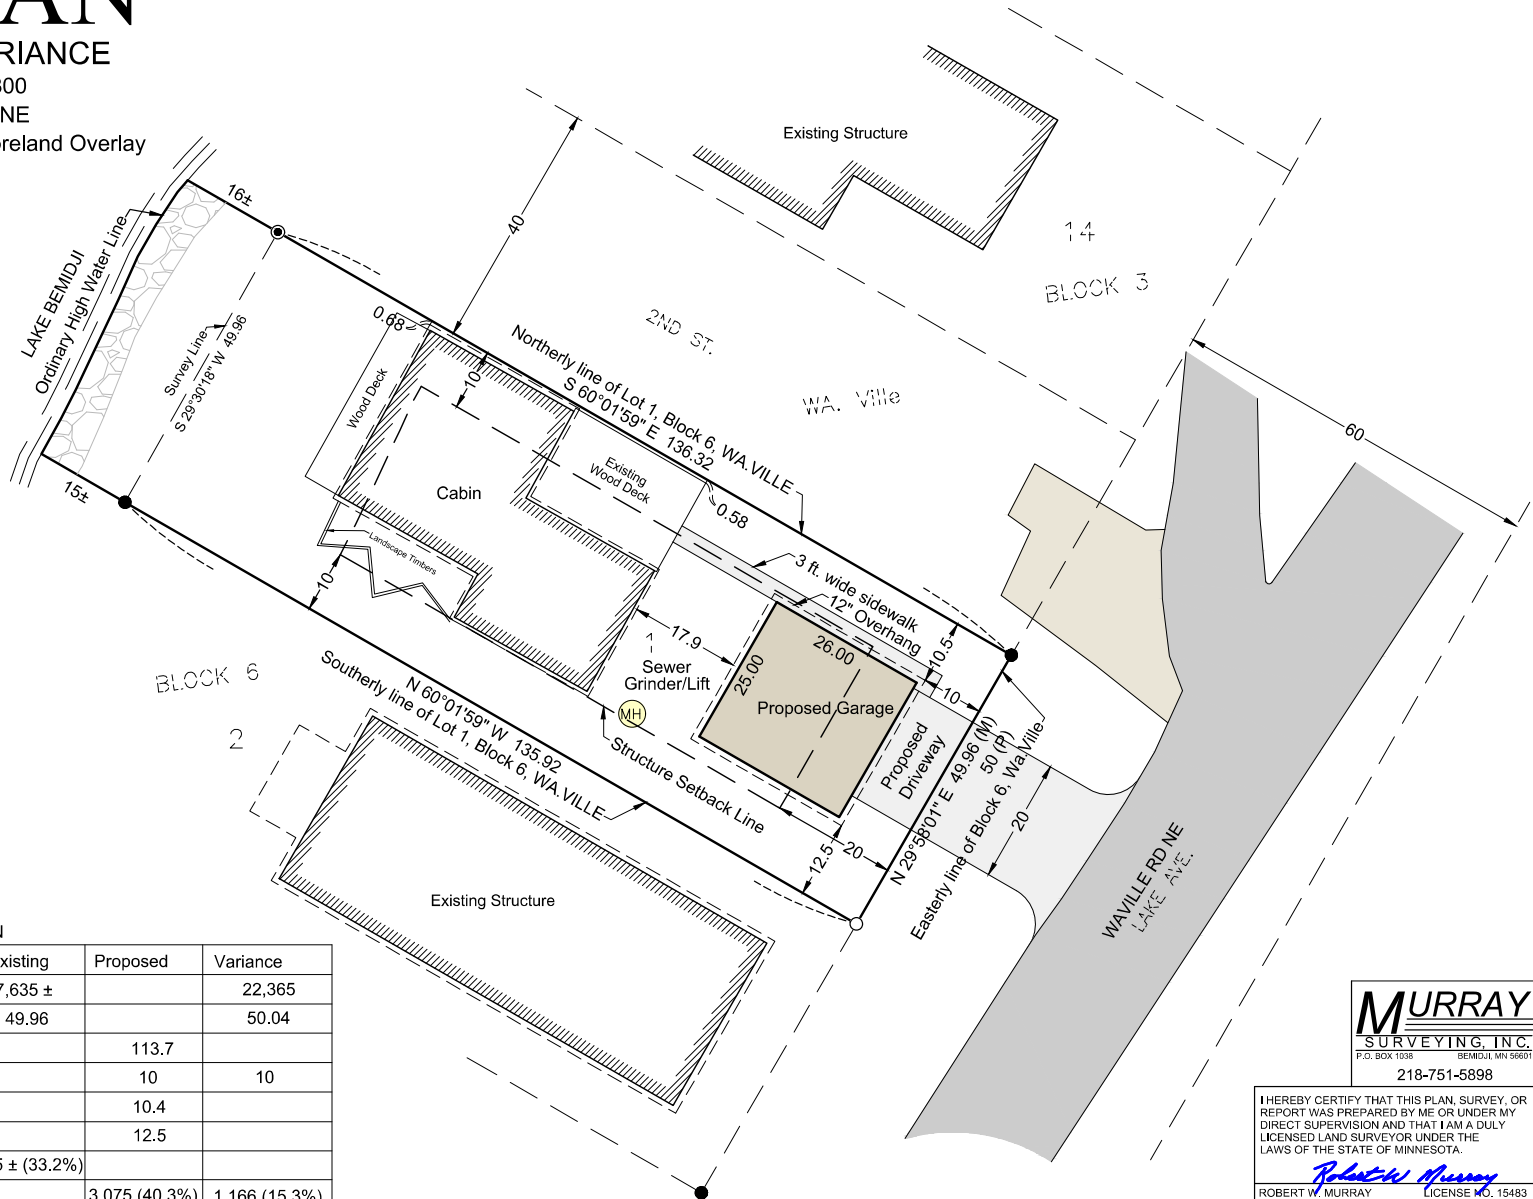 RIANCE
300
NE
oreland Overlay
Existing Structure
14
BLOCK 3
16±
40
LAKE BEMIDJI
Ordinary High Water Line
Survey Line
S 29°30'18" W 49.96
15±
0.68
2ND ST.
WA. Ville
60
Northerly line of Lot 1, Block 6, WA.VILLE
S 60°01'59" E 136.32
Wood Deck
10
Cabin
Existing
Wood Deck
0.58
Landscape Timbers
10
3 ft. wide sidewalk
12" Overhang
17.9
1
Sewer
Grinder/Lift
MH
26.00
25.00
10.5
10
Proposed Garage
Proposed
Driveway
N 29°58'01" E 49.96 (M)
50 (P)
Easterly line of Block 6, Wa.Ville
20
BLOCK 6
2
N 60°01'59" W 135.92
Southerly line of Lot 1, Block 6, WA.VILLE
Structure Setback Line
20
12.5
WAVILLE RD NE
LAKE AVE.
Existing Structure
N
xisting Proposed Variance
7,635 ± 22,365
49.96 50.04
113.7
10 10
10.4
12.5
5 ± (33.2%)
3,075 (40.3%) 1,166 (15.3%)
MURRAY
SURVEYING, INC.
P.O. BOX 1038 BEMIDJI, MN 56601
218-751-5898
I HEREBY CERTIFY THAT THIS PLAN, SURVEY, OR
REPORT WAS PREPARED BY ME OR UNDER MY
DIRECT SUPERVISION AND THAT I AM A DULY
LICENSED LAND SURVEYOR UNDER THE
LAWS OF THE STATE OF MINNESOTA.
Robert W Murray
ROBERT W. MURRAY LICENSE NO. 15483